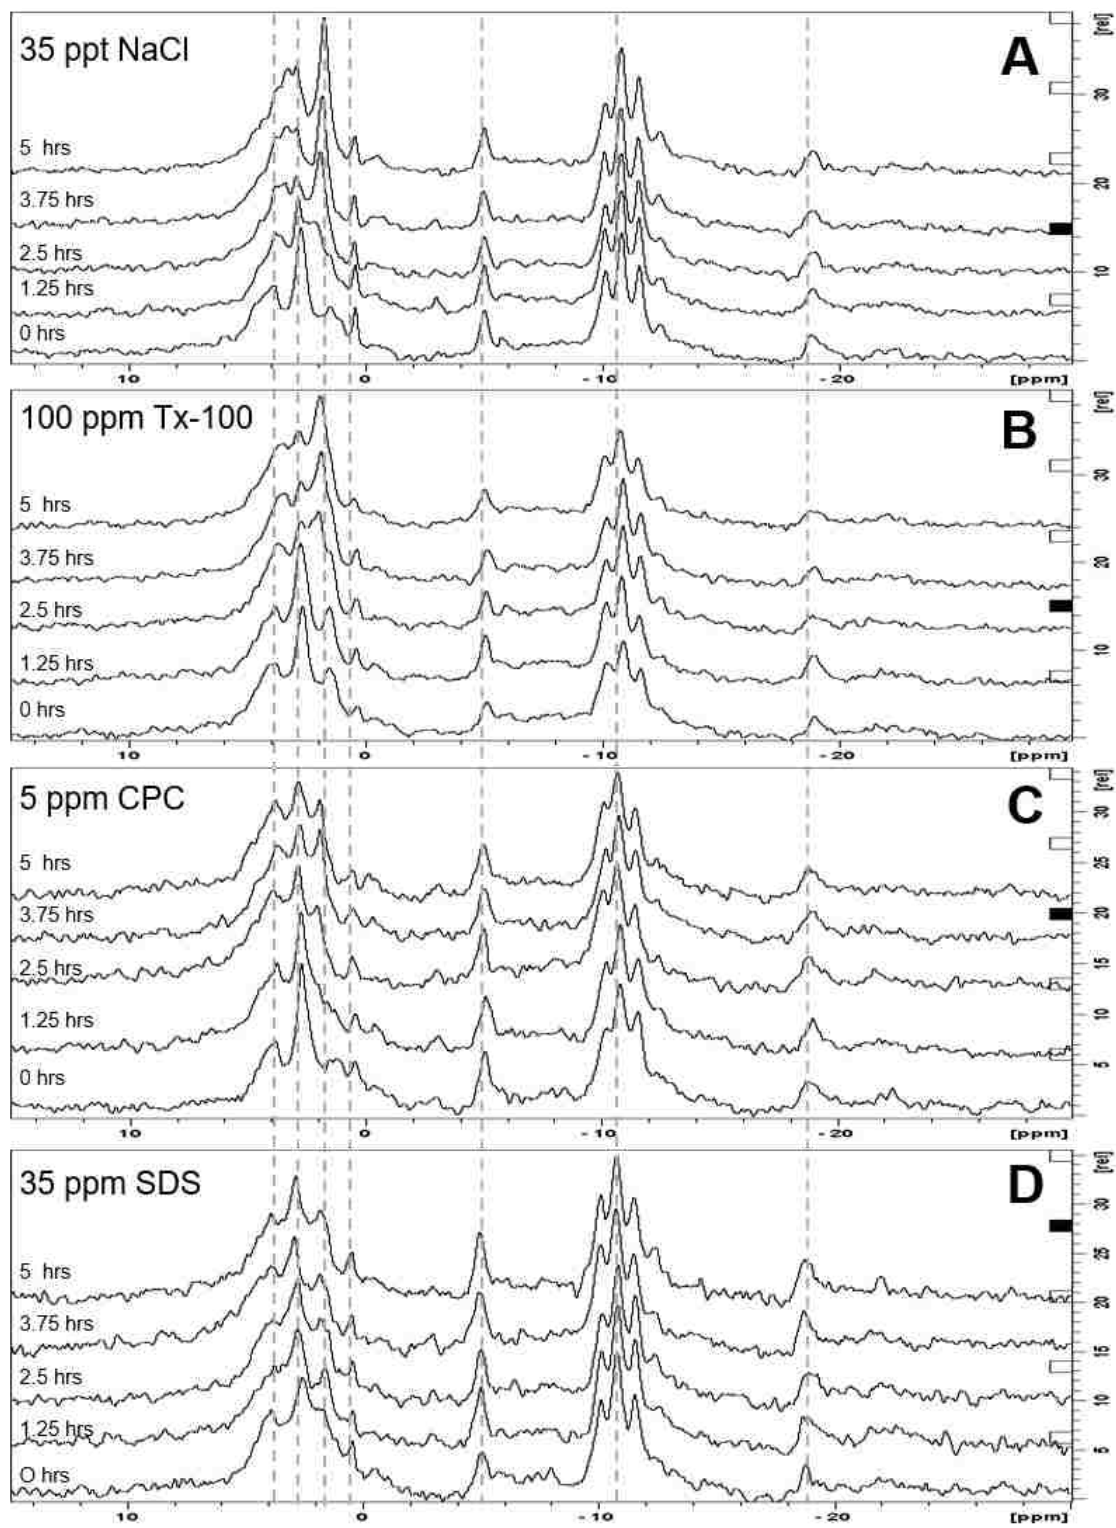 35 ppt NaCl
A
[rel]
30
20
10
5 hrs
3.75 hrs
2.5 hrs
1.25 hrs
0 hrs
10 0 -10 -20 [ppm]
100 ppm Tx-100
B
[rel]
30
20
10
5 hrs
3.75 hrs
2.5 hrs
1.25 hrs
0 hrs
10 0 -10 -20 [ppm]
5 ppm CPC
C
[rel]
30
25
20
15
10
5
5 hrs
3.75 hrs
2.5 hrs
1.25 hrs
0 hrs
10 0 -10 -20 [ppm]
35 ppm SDS
D
[rel]
30
25
20
15
10
5
5 hrs
3.75 hrs
2.5 hrs
1.25 hrs
O hrs
10 0 -10 -20 [ppm]